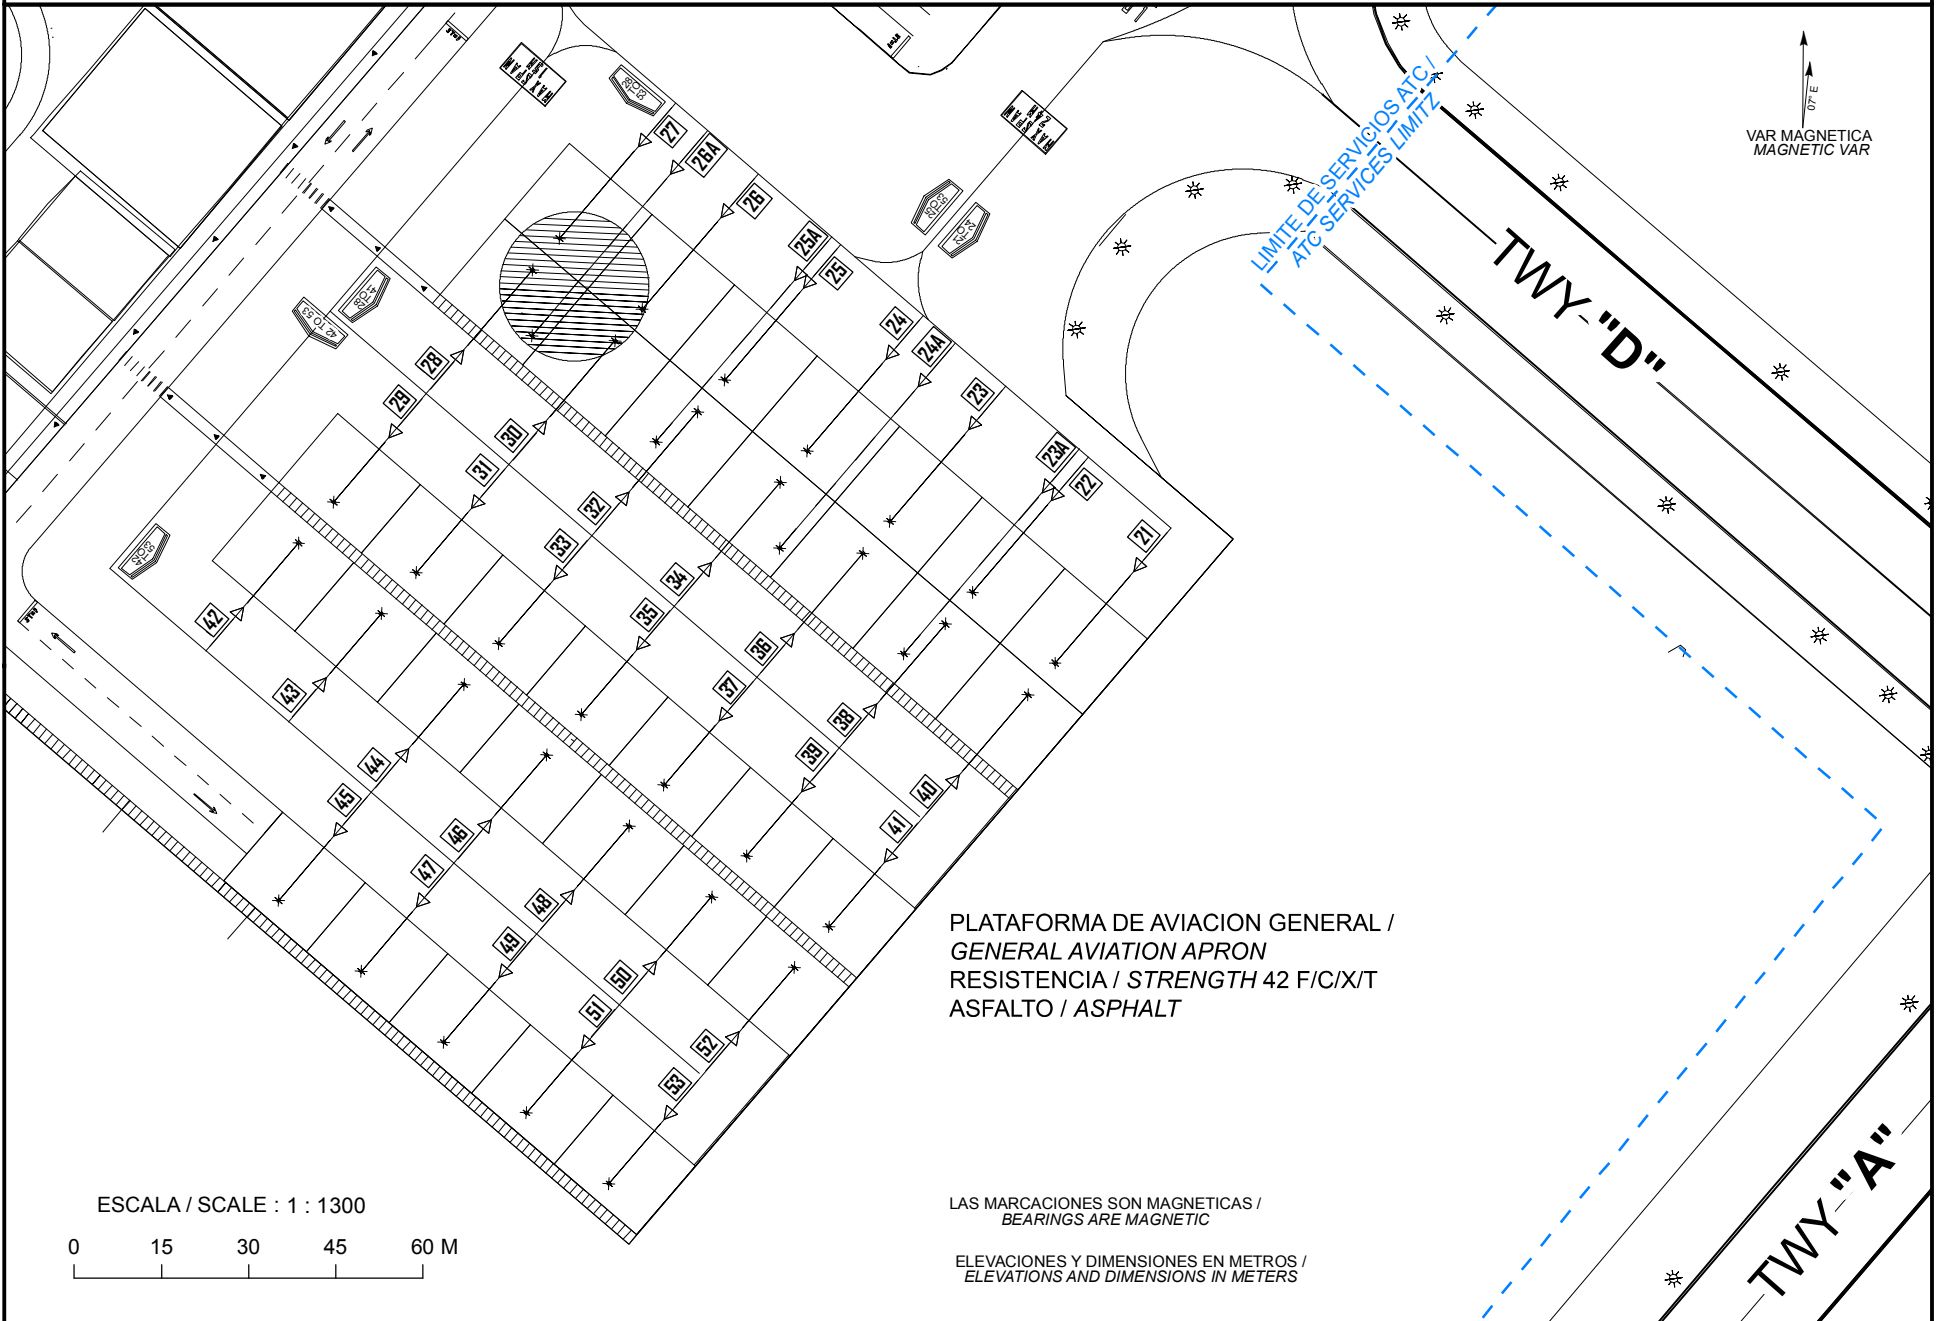 27
26A
26
25A
25
24
24A
23
23A
22
21
28
29
30
31
32
33
34
35
36
37
38
39
40
41
42
43
44
45
46
47
48
49
50
51
52
53
42 TO 53
LIMITE DE SERVICIOS ATC /
ATC SERVICES LIMITZ
TWY "D"
TWY "A"
07° E
VAR MAGNETICA
MAGNETIC VAR
PLATAFORMA DE AVIACION GENERAL /
GENERAL AVIATION APRON
RESISTENCIA / STRENGTH 42 F/C/X/T
ASFALTO / ASPHALT
ESCALA / SCALE : 1 : 1300
0 15 30 45 60 M
LAS MARCACIONES SON MAGNETICAS /
BEARINGS ARE MAGNETIC
ELEVACIONES Y DIMENSIONES EN METROS /
ELEVATIONS AND DIMENSIONS IN METERS